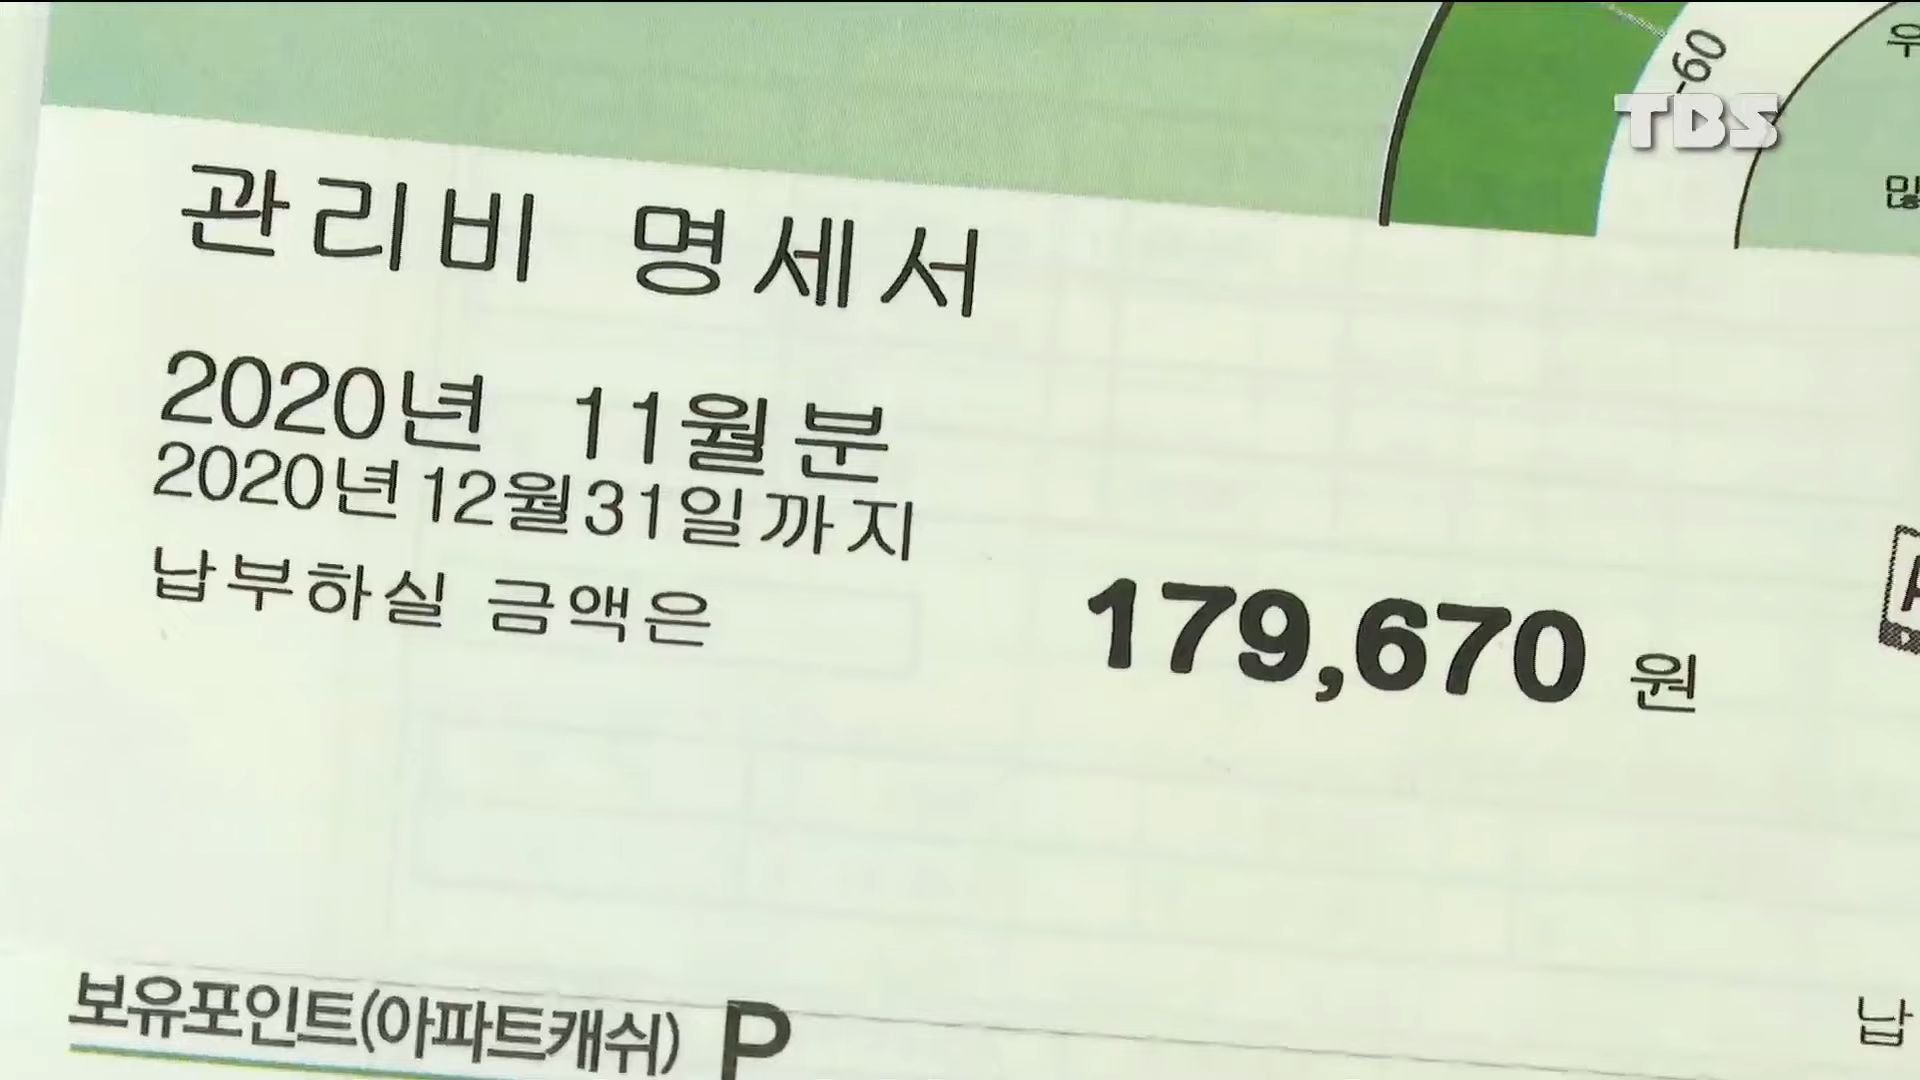 60
TBS
관리비 명세서
2020년 11월분
2020년12월31일까지
납부하실 금액은 179,670 원
보유포인트(아파트캐쉬) P
납